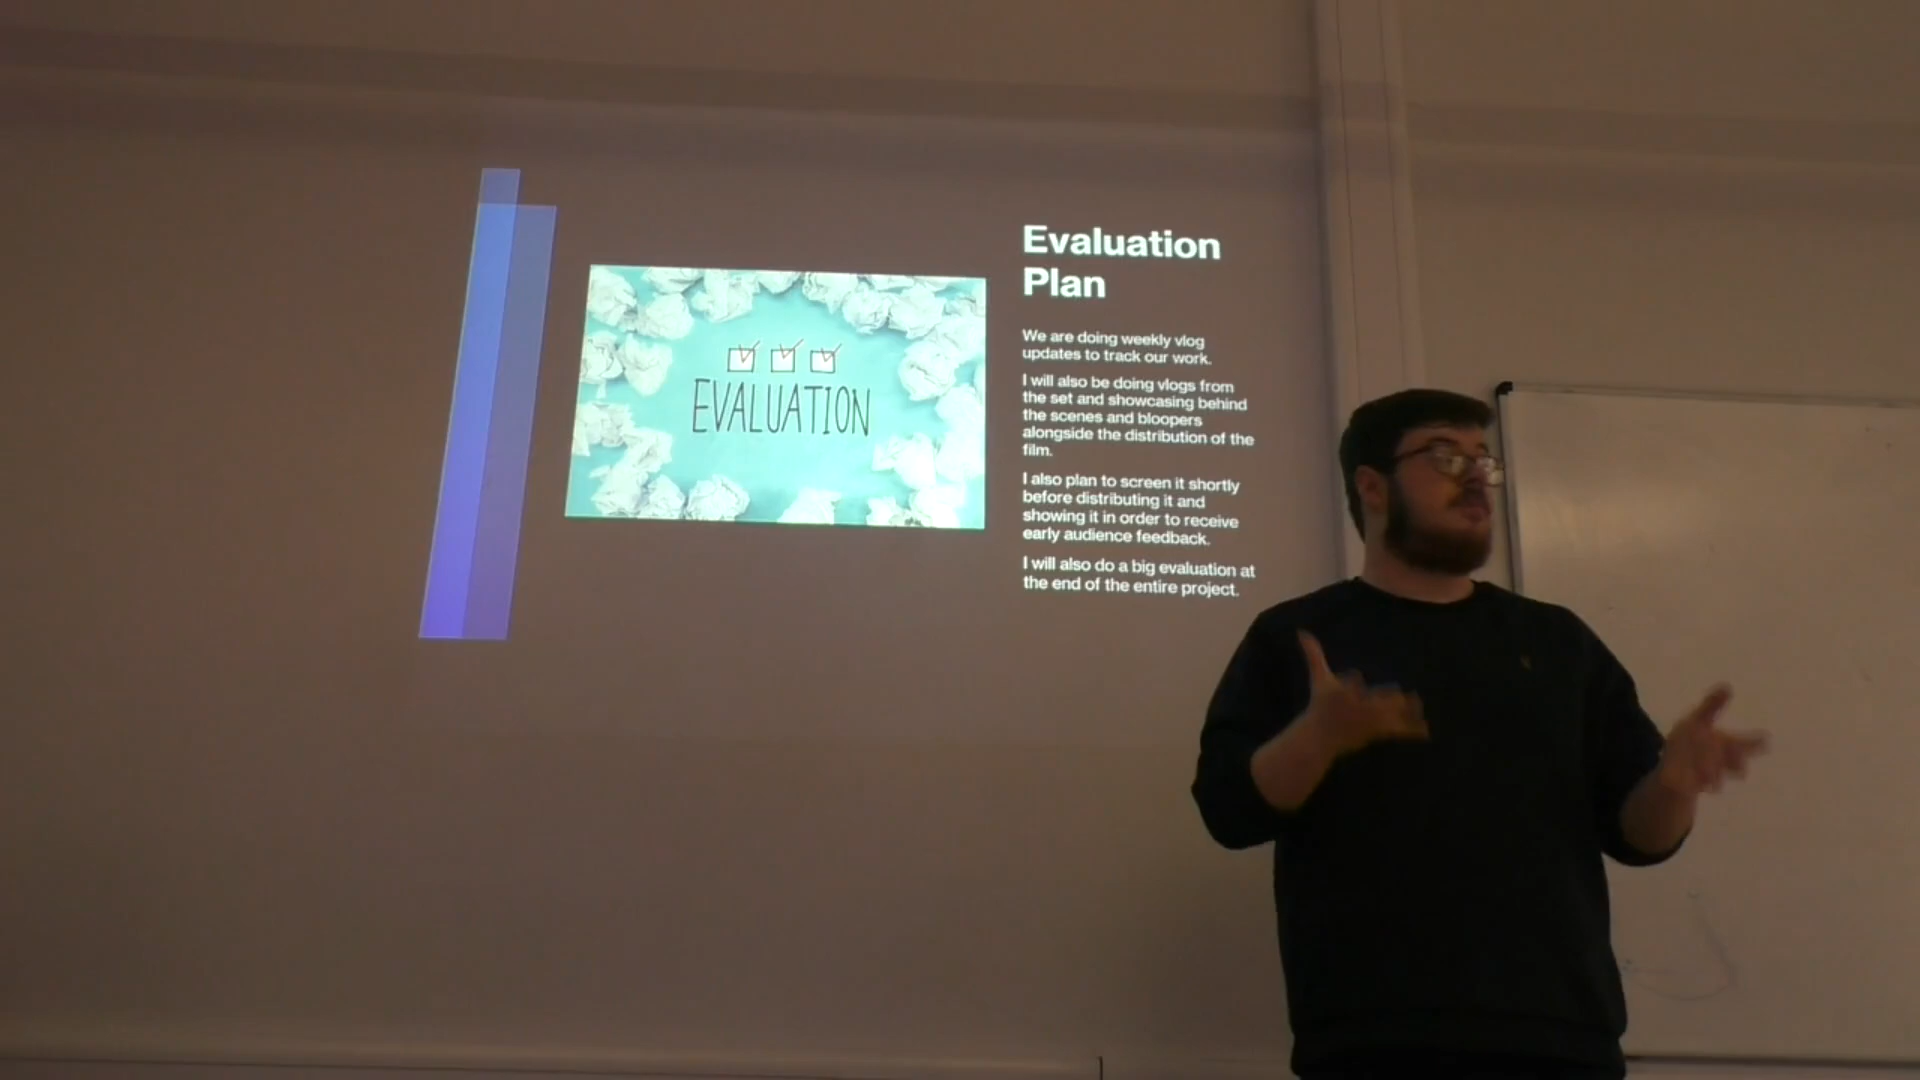 EVALUATION
Evaluation
Plan
We are doing weekly vlog
updates to track our work.
I will also be doing vlogs from
the set and showcasing behind
the scenes and bloopers
alongside the distribution of the
film.
I also plan to screen it shortly
before distributing it and
showing it in order to receive
early audience feedback.
I will also do a big evaluation at
the end of the entire project.